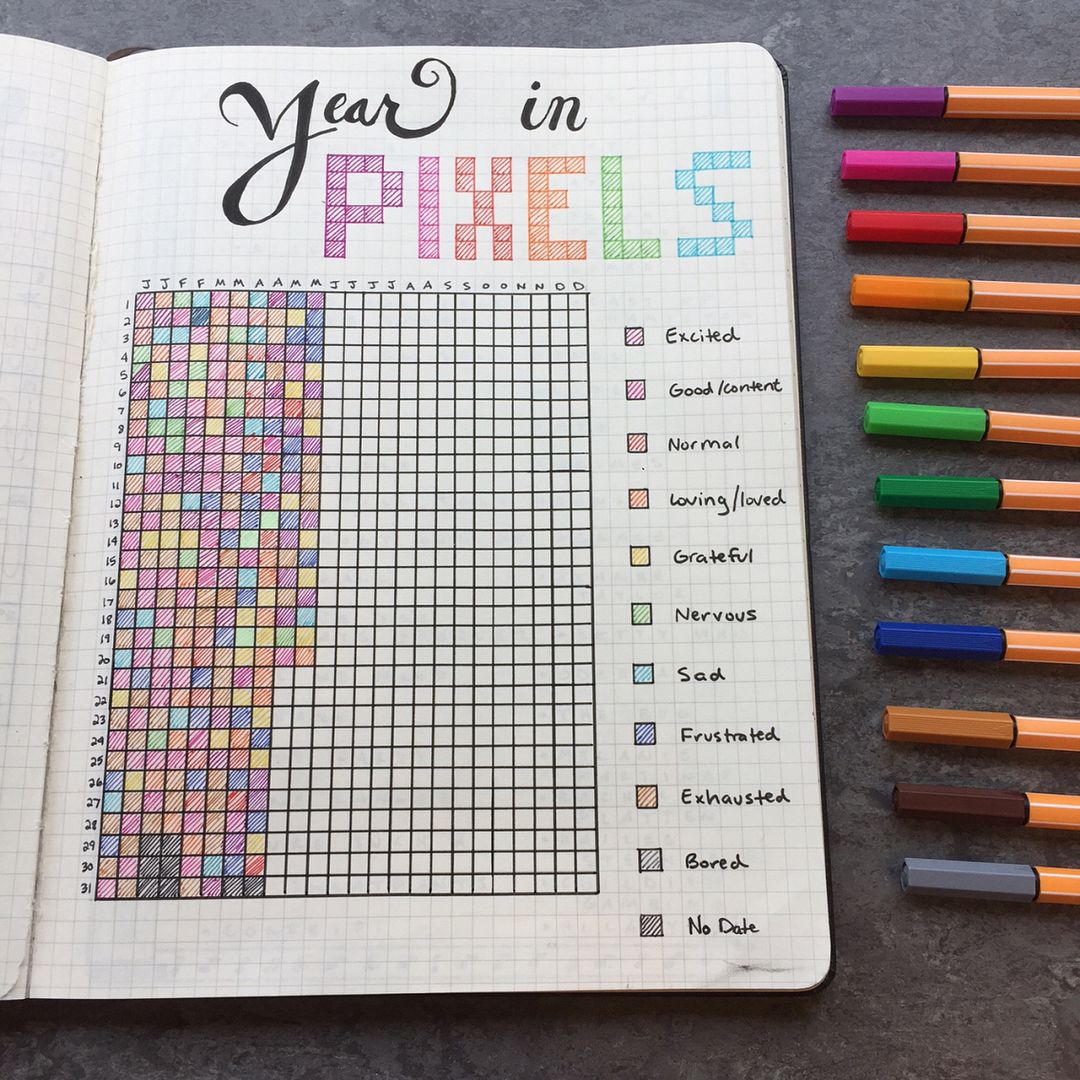 Year in
PIXELS
J J F F M M A A M M J J J J A A S S O O N N D D
1
2
3
4
5
6
7
8
9
10
11
12
13
14
15
16
17
18
19
20
21
22
23
24
25
26
27
28
29
30
31
Excited
Good/content
Normal
Loving/loved
Grateful
Nervous
Sad
Frustrated
Exhausted
Bored
No Date